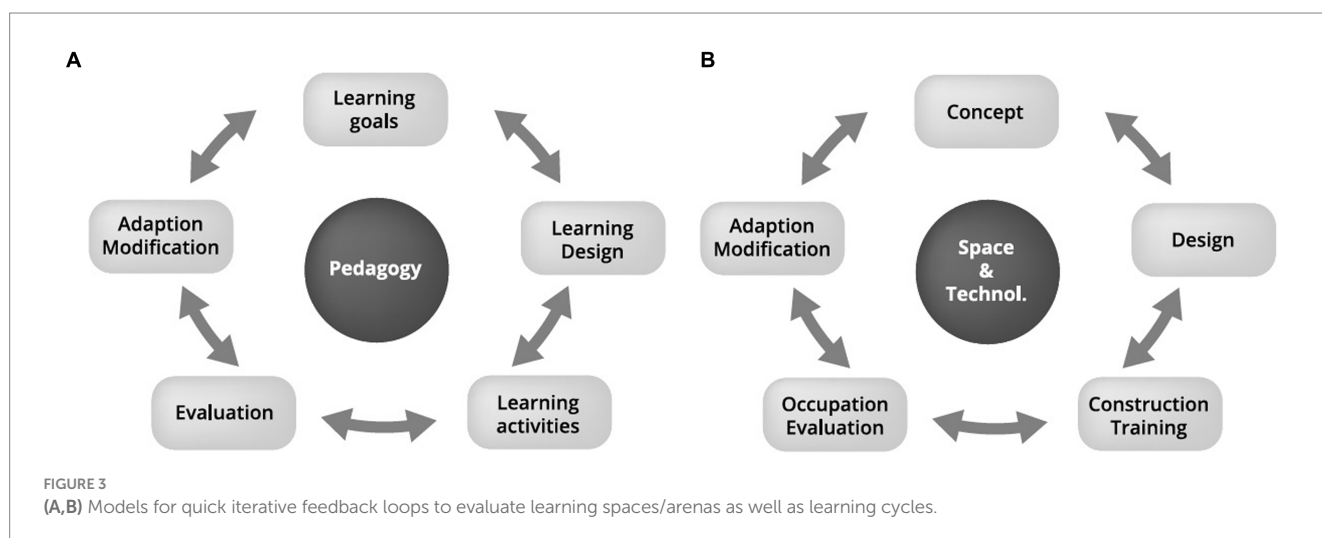 A
Learning
goals
Adaption
Modification
Pedagogy
Learning
Design
Evaluation
Learning
activities
B
Concept
Adaption
Modification
Space
&
Technol.
Design
Occupation
Evaluation
Construction
Training
FIGURE 3
(A,B) Models for quick iterative feedback loops to evaluate learning spaces/arenas as well as learning cycles.